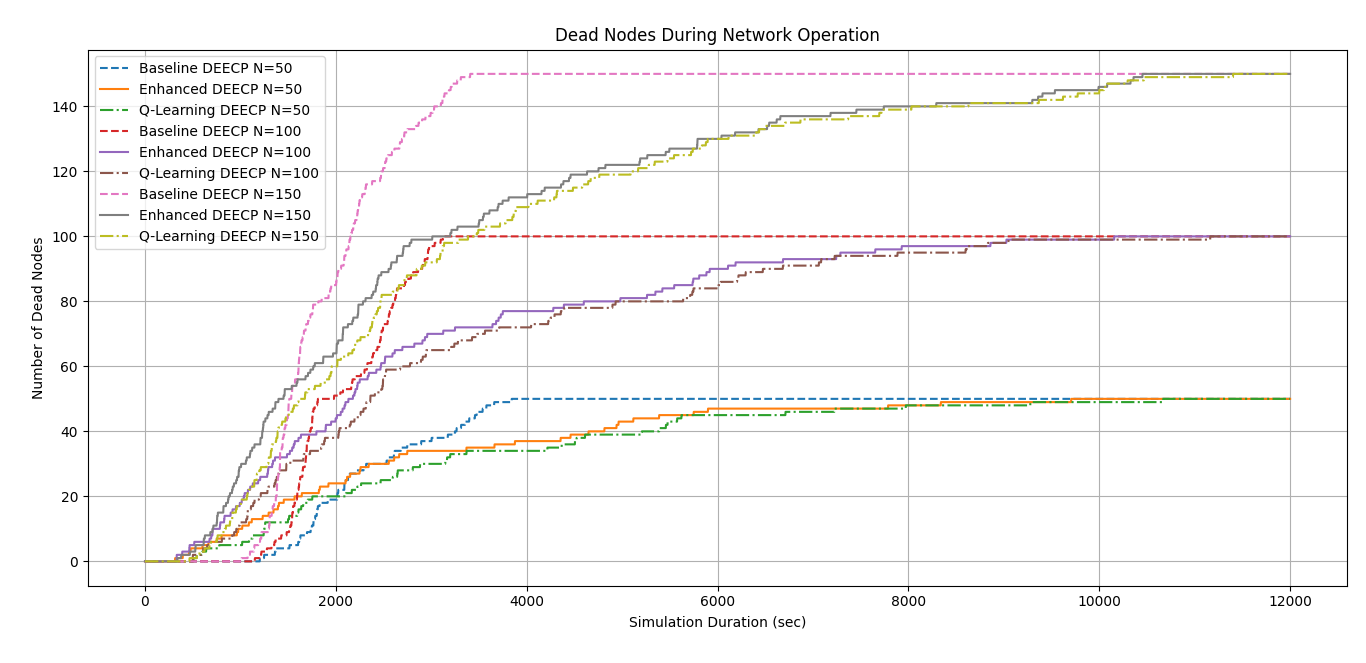 Dead Nodes During Network Operation
Baseline DEECP N=50
Enhanced DEECP N=50
Q-Learning DEECP N=50
Baseline DEECP N=100
Enhanced DEECP N=100
Q-Learning DEECP N=100
Baseline DEECP N=150
Enhanced DEECP N=150
Q-Learning DEECP N=150
Number of Dead Nodes
140
120
100
80
60
40
20
0
0 2000 4000 6000 8000 10000 12000
Simulation Duration (sec)